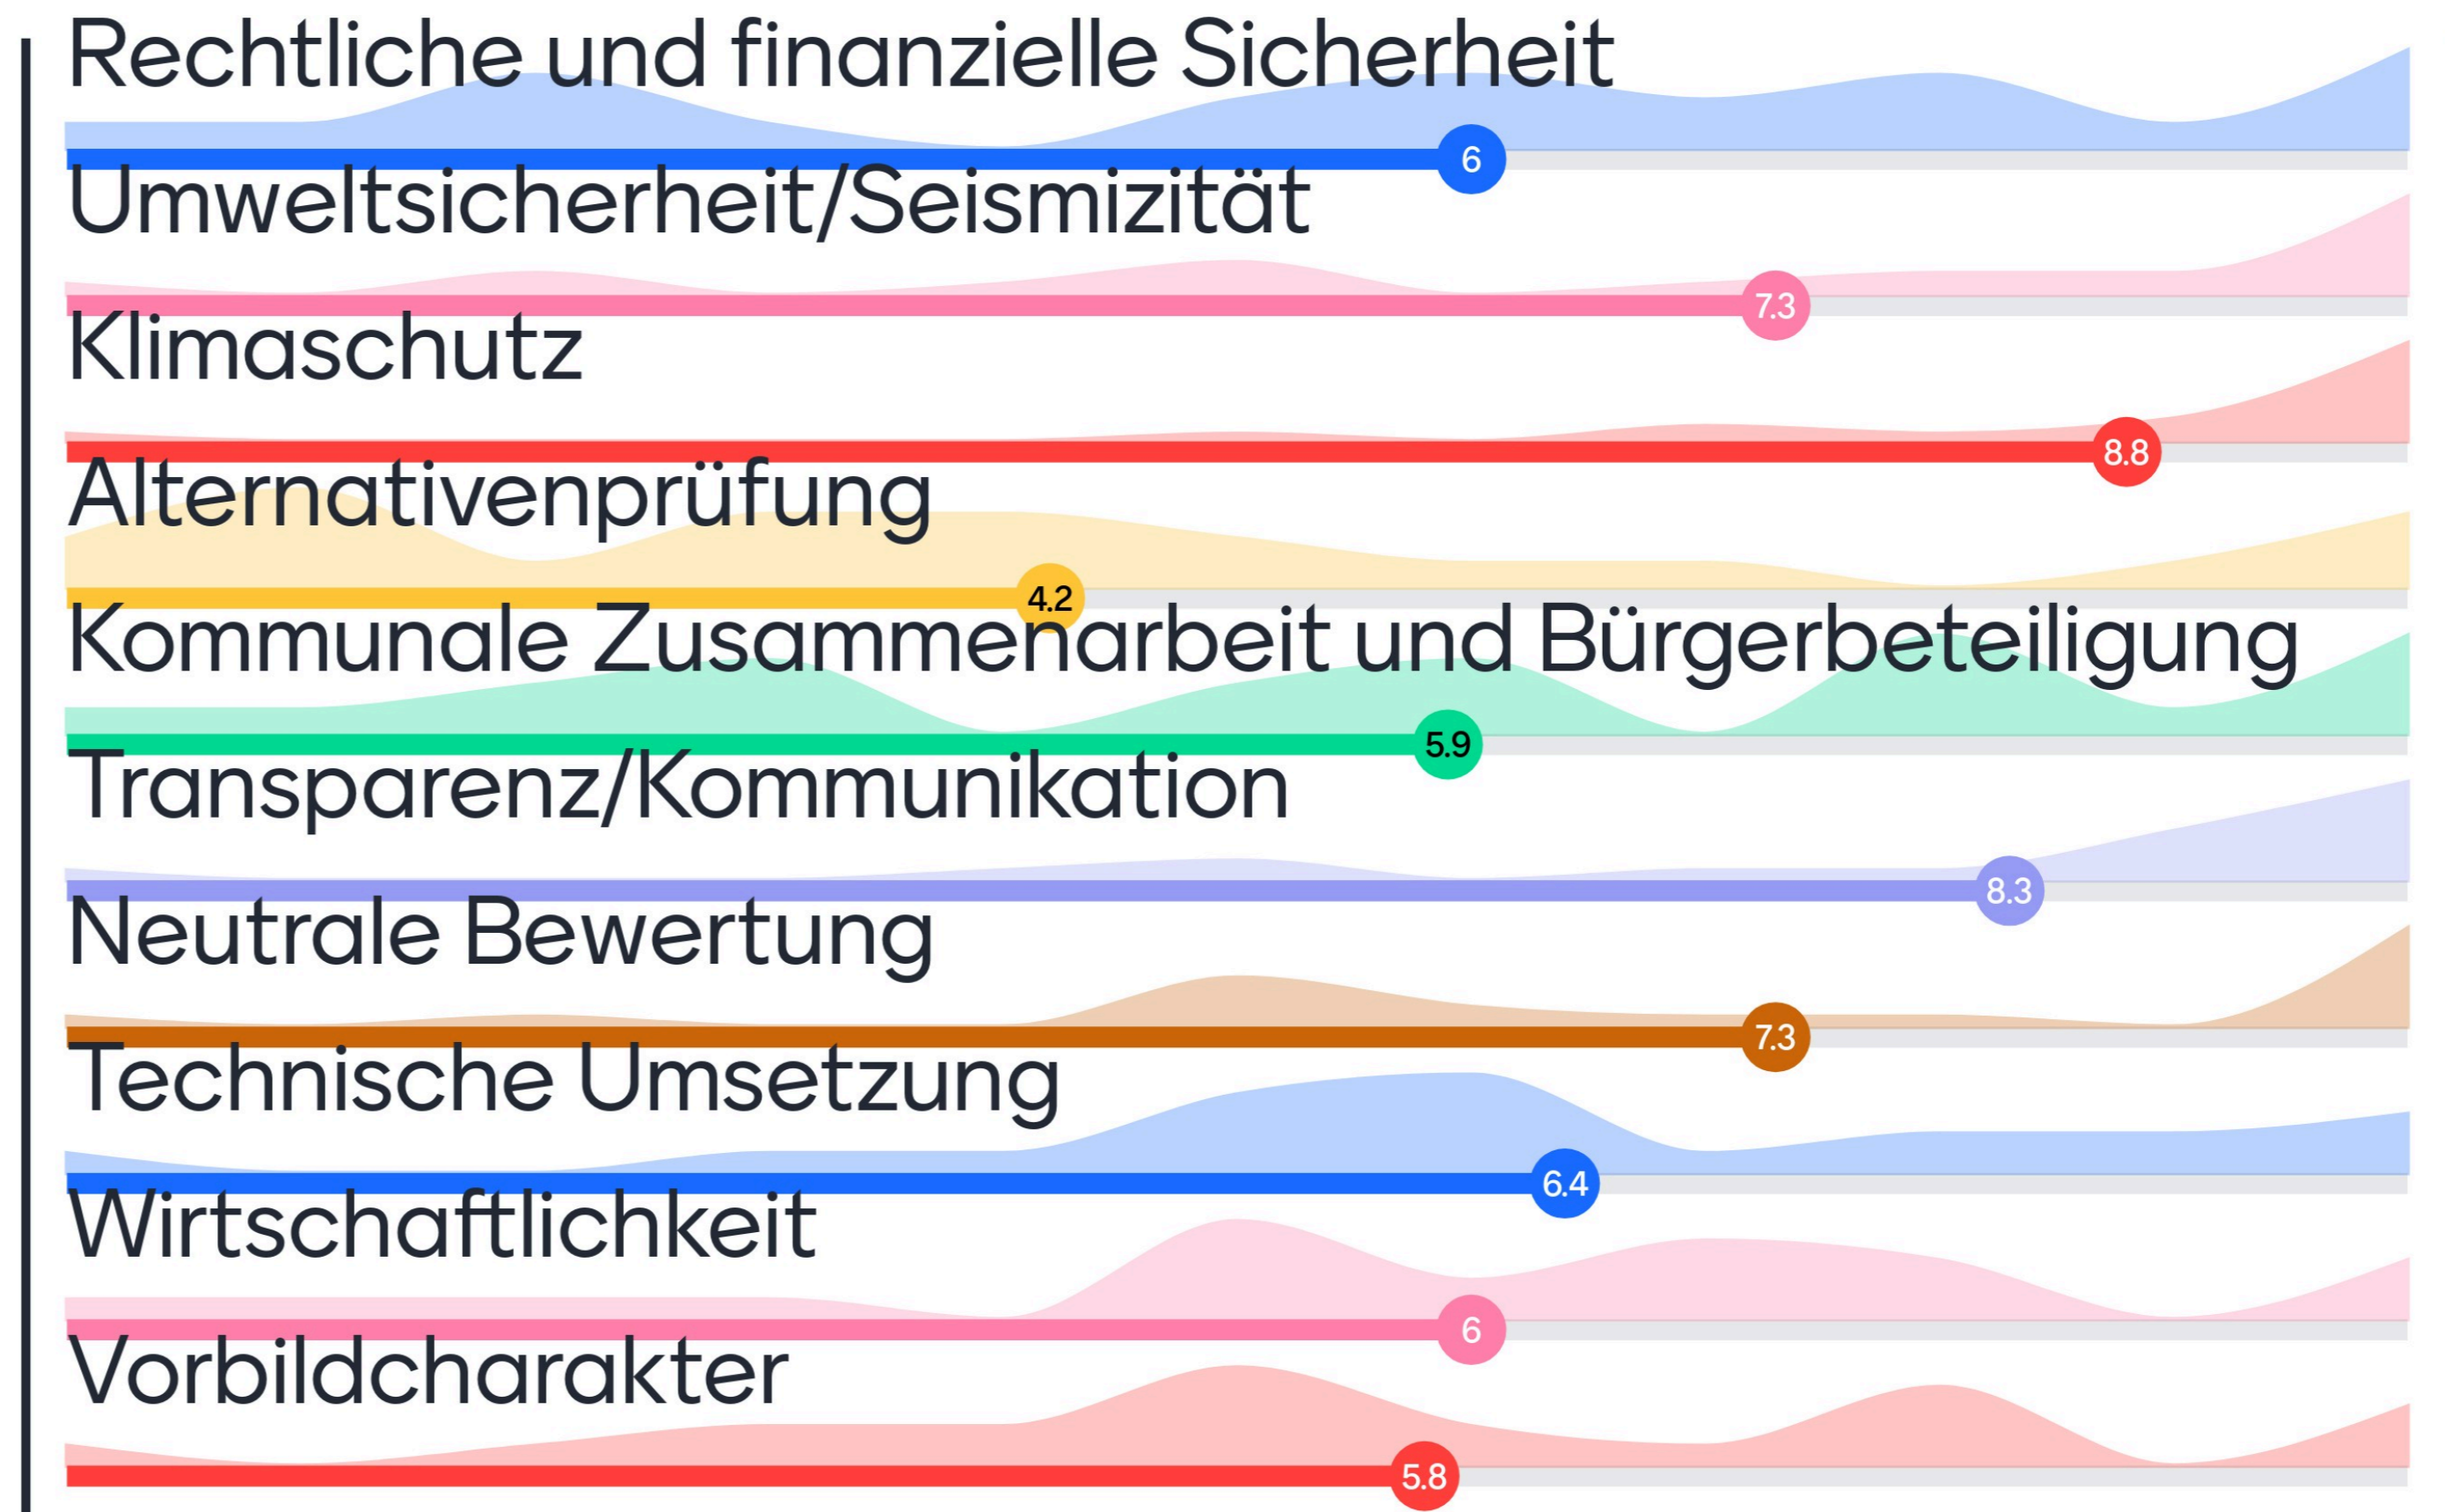 Rechtliche und finanzielle Sicherheit
6
Umweltsicherheit/Seismizität
7.3
Klimaschutz
8.8
Alternativenprüfung
4.2
Kommunale Zusammenarbeit und Bürgerbeteiligung
5.9
Transparenz/Kommunikation
8.3
Neutrale Bewertung
7.3
Technische Umsetzung
6.4
Wirtschaftlichkeit
6
Vorbildcharakter
5.8